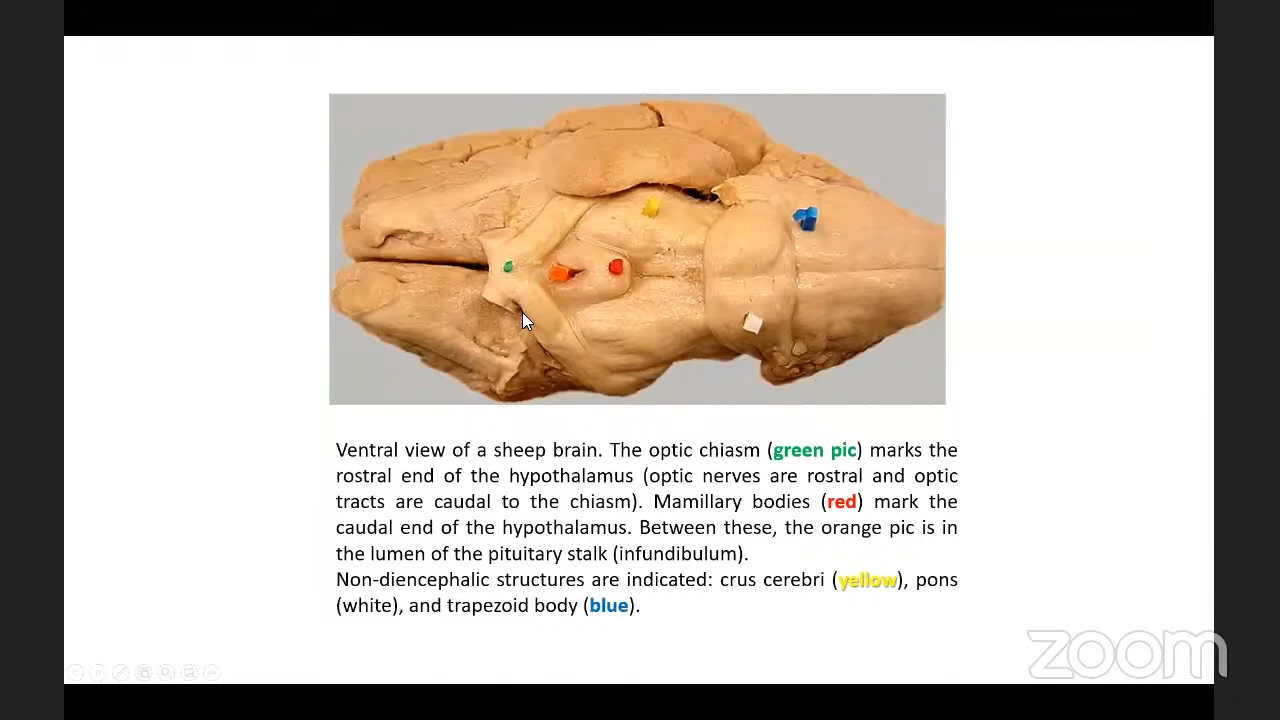 Ventral view of a sheep brain. The optic chiasm (green pic) marks the
rostral end of the hypothalamus (optic nerves are rostral and optic
tracts are caudal to the chiasm). Mamillary bodies (red) mark the
caudal end of the hypothalamus. Between these, the orange pic is in
the lumen of the pituitary stalk (infundibulum).
Non-diencephalic structures are indicated: crus cerebri (yellow), pons
(white), and trapezoid body (blue).
zoom